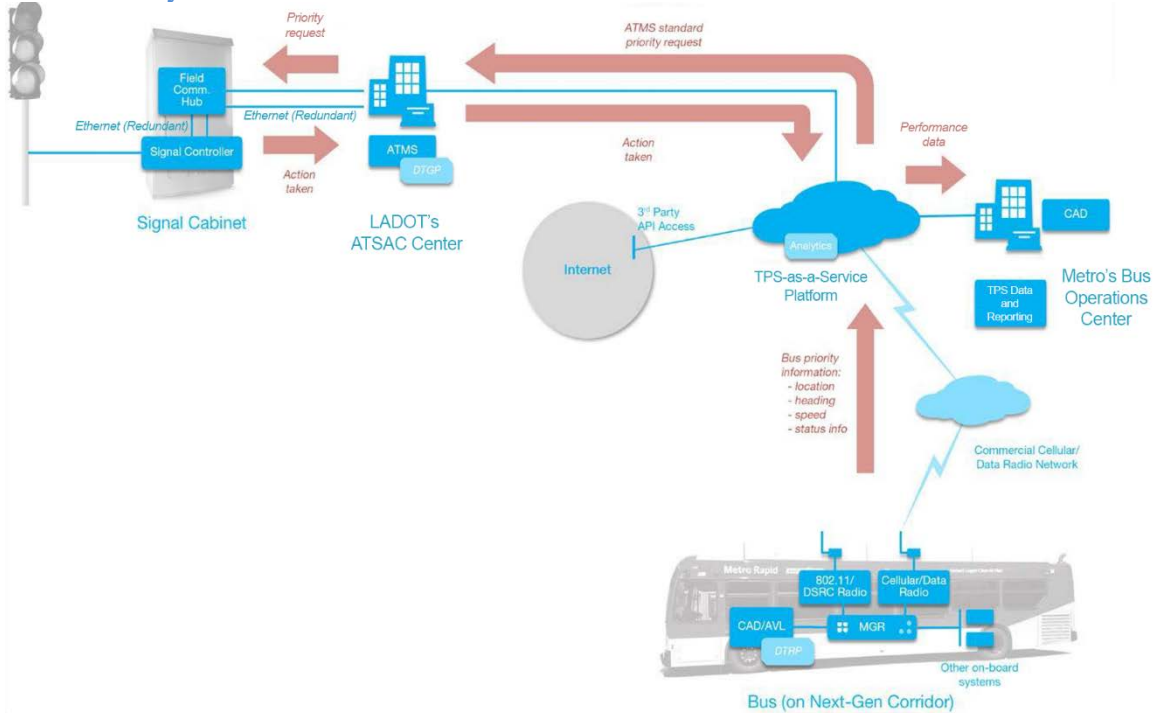 Priority
request
ATMS standard
priority request
Field
Comm.
Hub
Ethernet (Redundant)
Ethernet (Redundant)
Signal Controller
Action
taken
ATMS
DTGP
Action
taken
Performance
data
Signal Cabinet
LADOT's
ATSAC Center
3rd Party
API Access
Internet
Analytics
TPS-as-a-Service
Platform
CAD
TPS Data
and
Reporting
Metro's Bus
Operations
Center
Bus priority
information:
- location
- heading
- speed
- status info
Commercial Cellular/
Data Radio Network
Metro Rapid
802.11/
DSRC Radio
Cellular/Data
Radio
CAD/AVL
DTRP
MGR
Other on-board
systems
Bus (on Next-Gen Corridor)